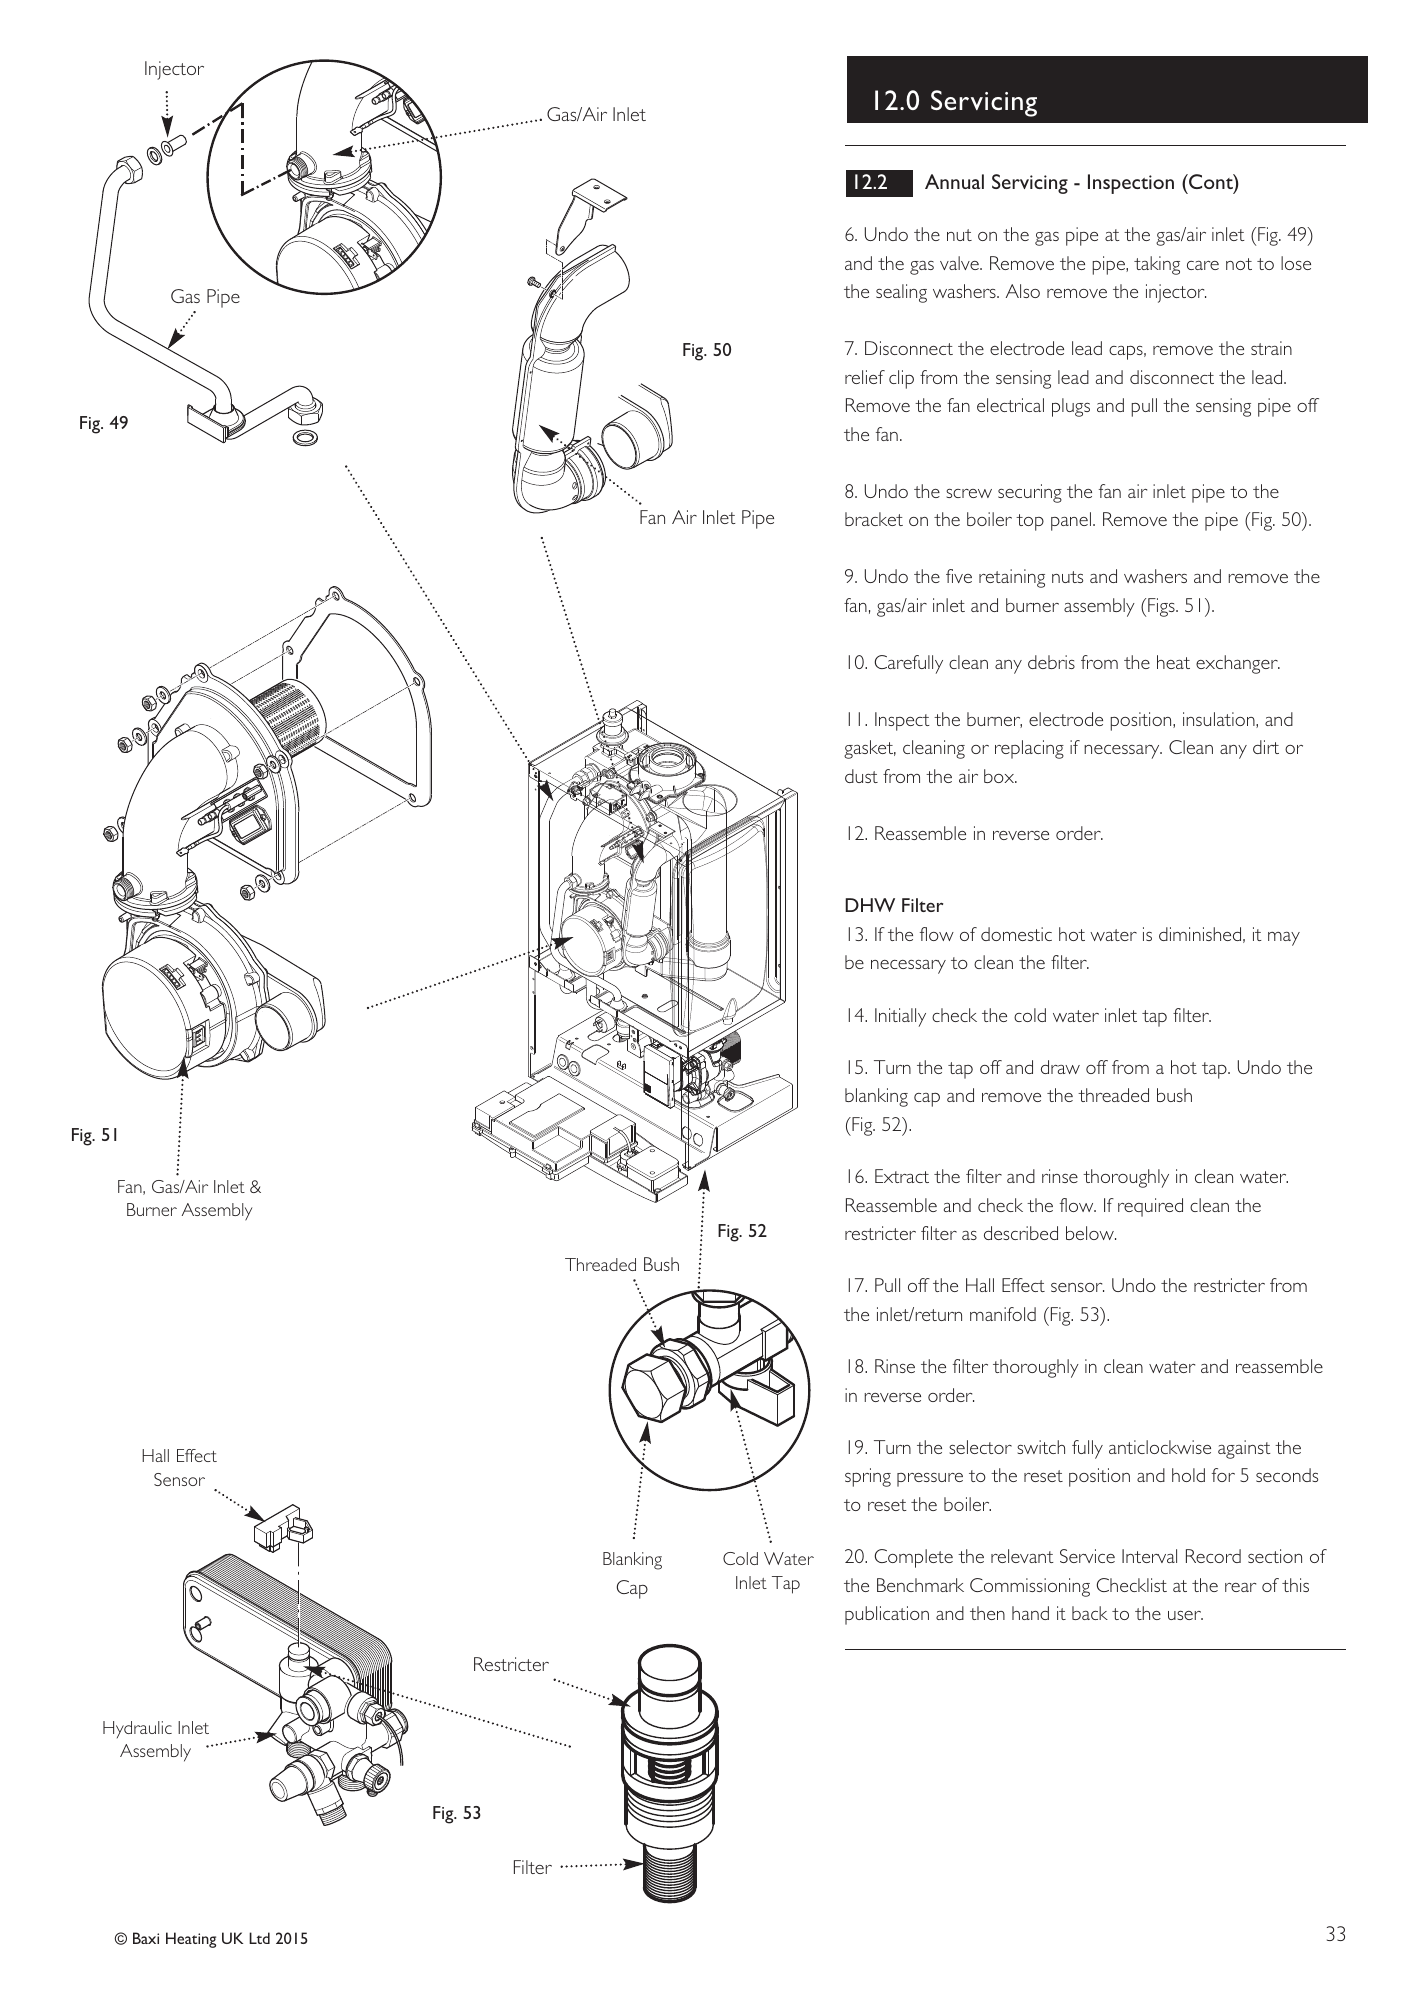 Injector
Gas/Air Inlet
Gas Pipe
Fig. 50
Fig. 49
Fan Air Inlet Pipe
Fig. 51
Fan, Gas/Air Inlet &
Burner Assembly
Fig. 52
Threaded Bush
Hall Effect
Sensor
Blanking
Cap
Cold Water
Inlet Tap
Restricter
Hydraulic Inlet
Assembly
Fig. 53
Filter
12.0 Servicing
12.2 Annual Servicing - Inspection (Cont)
6. Undo the nut on the gas pipe at the gas/air inlet (Fig. 49)
and the gas valve. Remove the pipe, taking care not to lose
the sealing washers. Also remove the injector.
7. Disconnect the electrode lead caps, remove the strain
relief clip from the sensing lead and disconnect the lead.
Remove the fan electrical plugs and pull the sensing pipe off
the fan.
8. Undo the screw securing the fan air inlet pipe to the
bracket on the boiler top panel. Remove the pipe (Fig. 50).
9. Undo the five retaining nuts and washers and remove the
fan, gas/air inlet and burner assembly (Figs. 51).
10. Carefully clean any debris from the heat exchanger.
11. Inspect the burner, electrode position, insulation, and
gasket, cleaning or replacing if necessary. Clean any dirt or
dust from the air box.
12. Reassemble in reverse order.
DHW Filter
13. If the flow of domestic hot water is diminished, it may
be necessary to clean the filter.
14. Initially check the cold water inlet tap filter.
15. Turn the tap off and draw off from a hot tap. Undo the
blanking cap and remove the threaded bush
(Fig. 52).
16. Extract the filter and rinse thoroughly in clean water.
Reassemble and check the flow. If required clean the
restricter filter as described below.
17. Pull off the Hall Effect sensor. Undo the restricter from
the inlet/return manifold (Fig. 53).
18. Rinse the filter thoroughly in clean water and reassemble
in reverse order.
19. Turn the selector switch fully anticlockwise against the
spring pressure to the reset position and hold for 5 seconds
to reset the boiler.
20. Complete the relevant Service Interval Record section of
the Benchmark Commissioning Checklist at the rear of this
publication and then hand it back to the user.
© Baxi Heating UK Ltd 2015
33